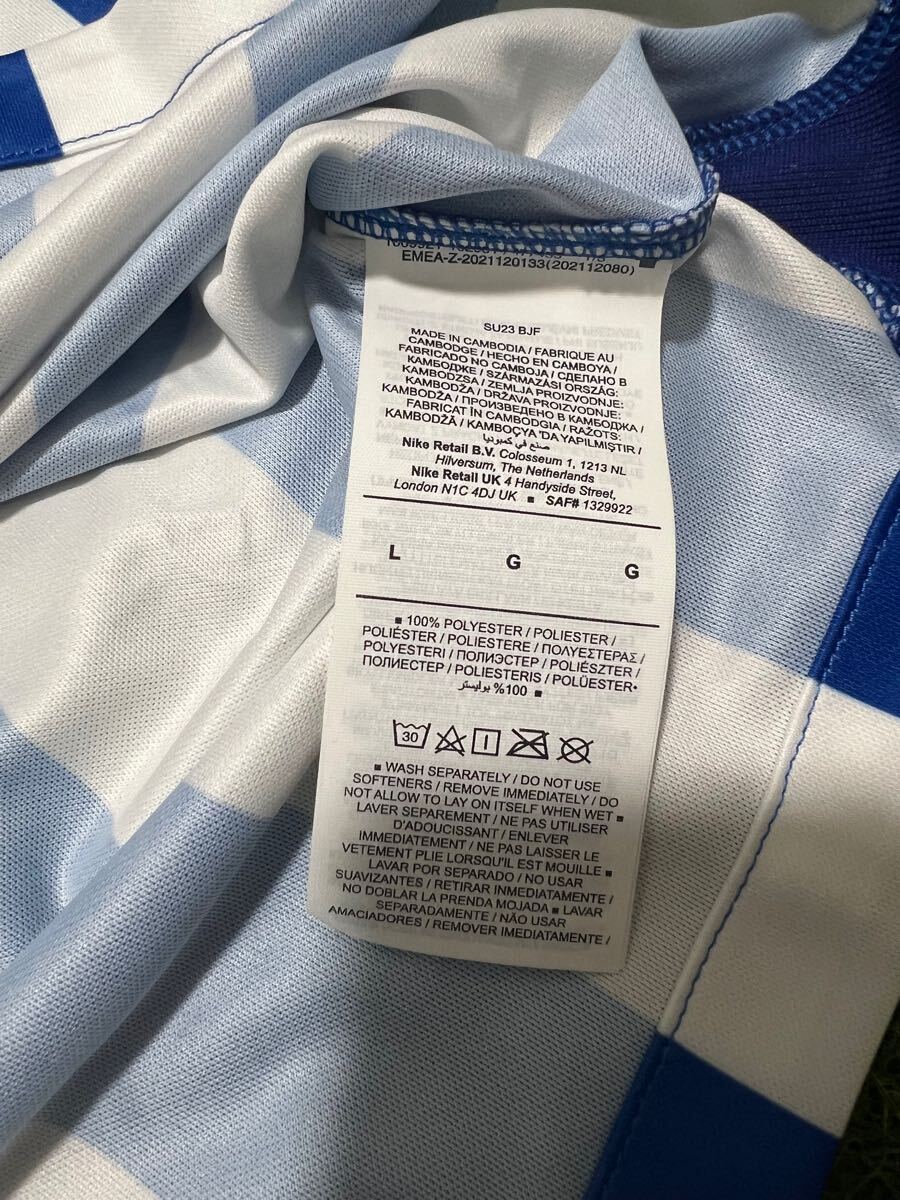 EMEA-Z-2021120133(202112080)
SU23 BJF
MADE IN CAMBODIA / FABRIQUE AU
CAMBODGE / HECHO EN CAMBOYA /
FABRICADO NO CAMBOJA / СДЕЛАНО В
КАМБОДЖЕ / SZÁRMAZÁSI ORSZÁG:
KAMBODZSA / ZEMLJA PROIZVODNJE:
KAMBODŽA / DRŽAVA PROIZVODNJE:
KAMBODŽA / ПРОИЗВЕДЕНО В КАМБОДЖА /
FABRICAT ÎN CAMBODGIA / RAŽOTS:
KAMBODŽĀ / KAMBOÇYA 'DA YAPILMIŞTIR /
صنع في كمبوديا
Nike Retail B.V. Colosseum 1, 1213 NL
Hilversum, The Netherlands
Nike Retail UK 4 Handyside Street,
London N1C 4DJ UK ■ SAF# 1329922
L G G
■ 100% POLYESTER / POLIESTER /
POLIÉSTER / POLIESTERE / ΠΟΛΥΕΣΤΕΡΑΣ /
POLYESTERI / ПОЛИЭСТЕР / POLIÉSZTER /
ПОЛИЕСТЕР / POLIESTERIS / POLÜESTER•
100% بوليستر ■
30
■ WASH SEPARATELY / DO NOT USE
SOFTENERS / REMOVE IMMEDIATELY / DO
NOT ALLOW TO LAY ON ITSELF WHEN WET ■
LAVER SEPAREMENT / NE PAS UTILISER
D'ADOUCISSANT / ENLEVER
IMMEDIATEMENT / NE PAS LAISSER LE
VETEMENT PLIE LORSQU'IL EST MOUILLE ■
LAVAR POR SEPARADO / NO USAR
SUAVIZANTES / RETIRAR INMEDIATAMENTE /
NO DOBLAR LA PRENDA MOJADA ■ LAVAR
SEPARADAMENTE / NÃO USAR
AMACIADORES / REMOVER IMEDIATAMENTE /